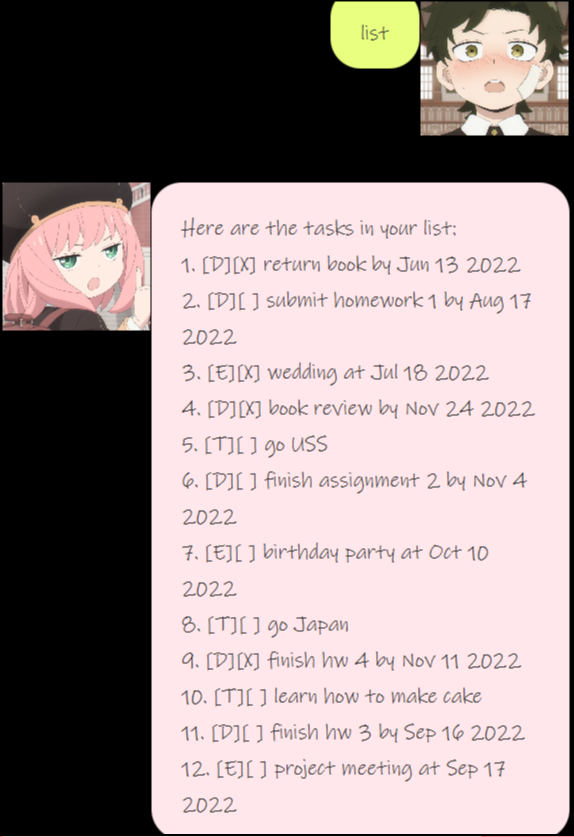 list
Here are the tasks in your list:
1. [D][X] return book by Jun 13 2022
2. [D][ ] submit homework 1 by Aug 17
2022
3. [E][X] wedding at Jul 18 2022
4. [D][X] book review by Nov 24 2022
5. [T][ ] go USS
6. [D][ ] finish assignment 2 by Nov 4
2022
7. [E][ ] birthday party at Oct 10
2022
8. [T][ ] go Japan
9. [D][X] finish hw 4 by Nov 11 2022
10. [T][ ] learn how to make cake
11. [D][ ] finish hw 3 by Sep 16 2022
12. [E][ ] project meeting at Sep 17
2022